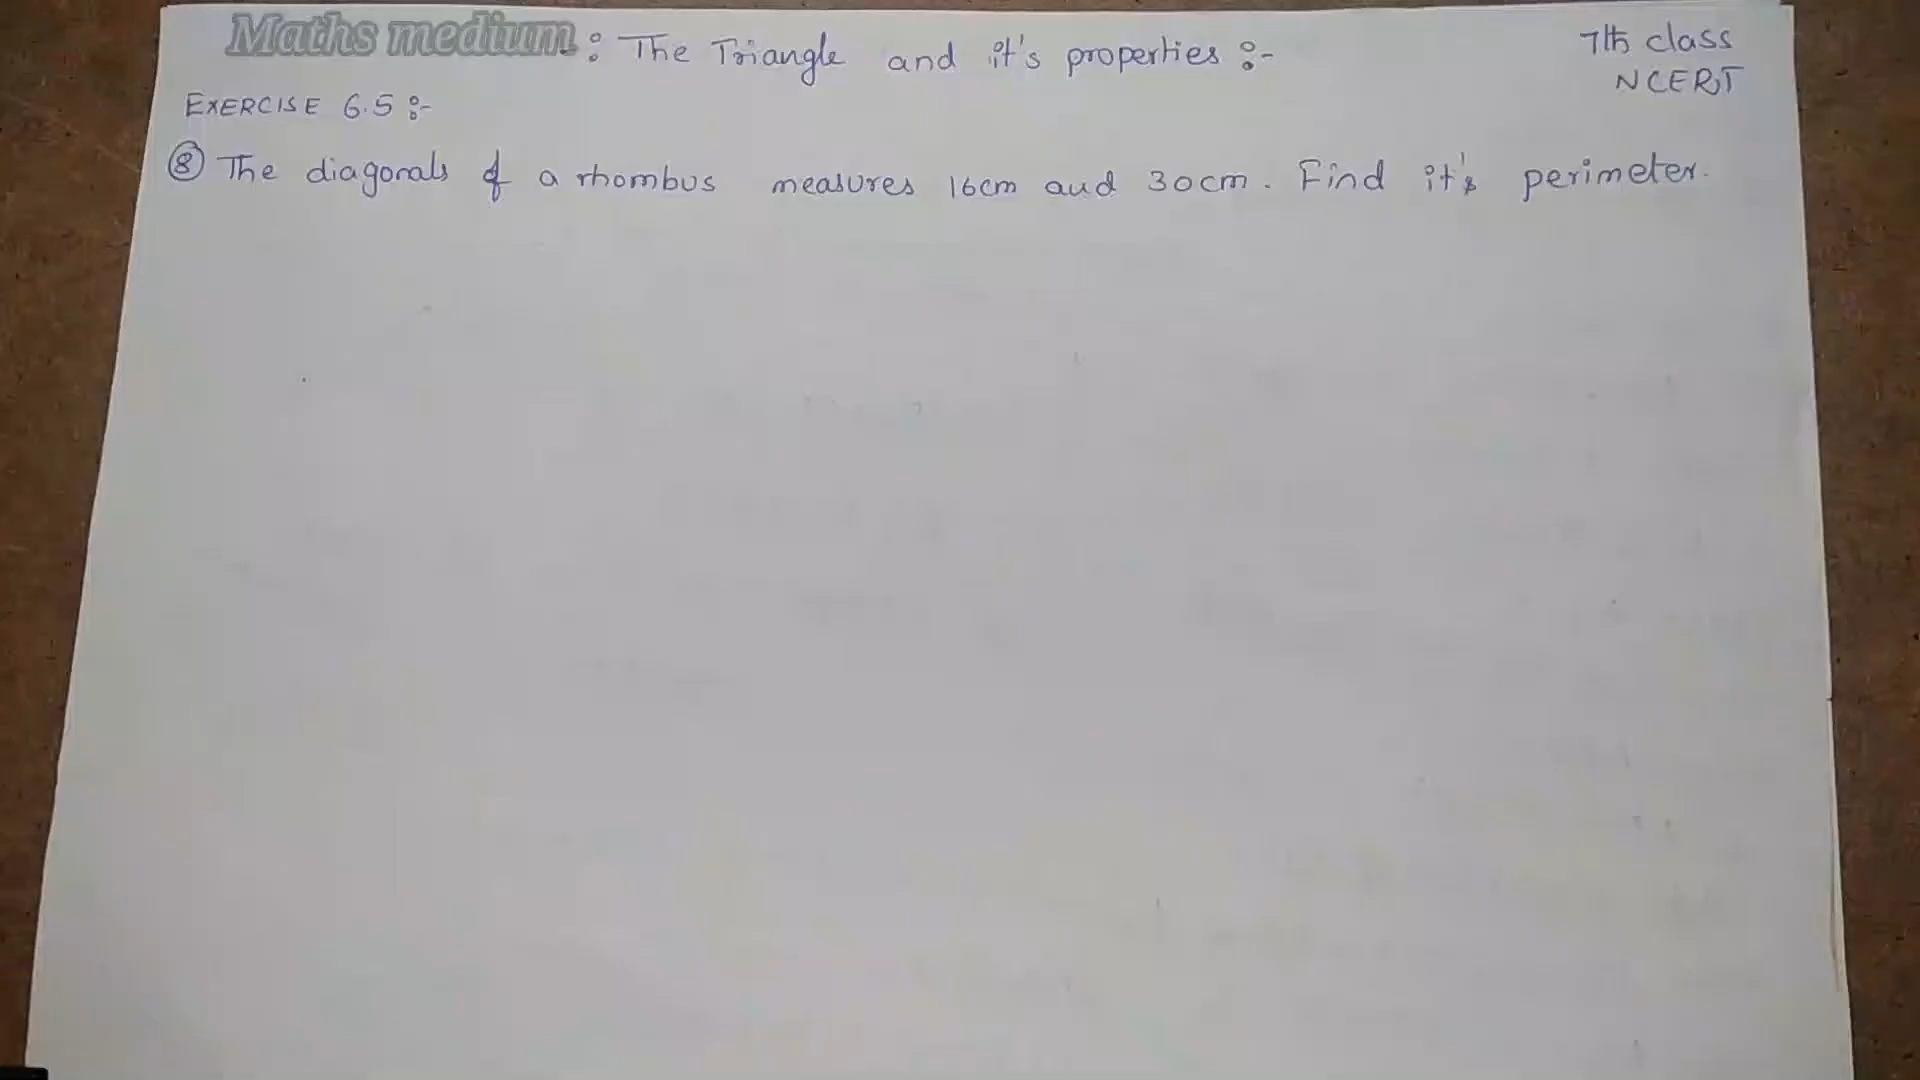 Maths medium : The Triangle and it's properties :-
7th class
NCERT
EXERCISE 6.5 :-
⑧ The diagonals of a rhombus measures 16cm and 30cm. Find it's perimeter.